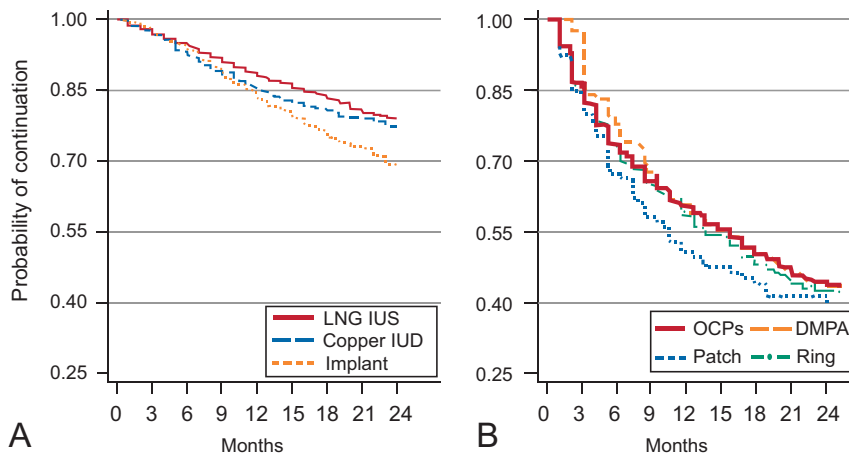 Probability of continuation
1.00
0.85
0.70
0.55
0.40
0.25
LNG IUS
Copper IUD
Implant
0 3 6 9 12 15 18 21 24
Months
A
1.00
0.85
0.70
0.55
0.40
0.25
OCPs DMPA
Patch Ring
0 3 6 9 12 15 18 21 24
Months
B